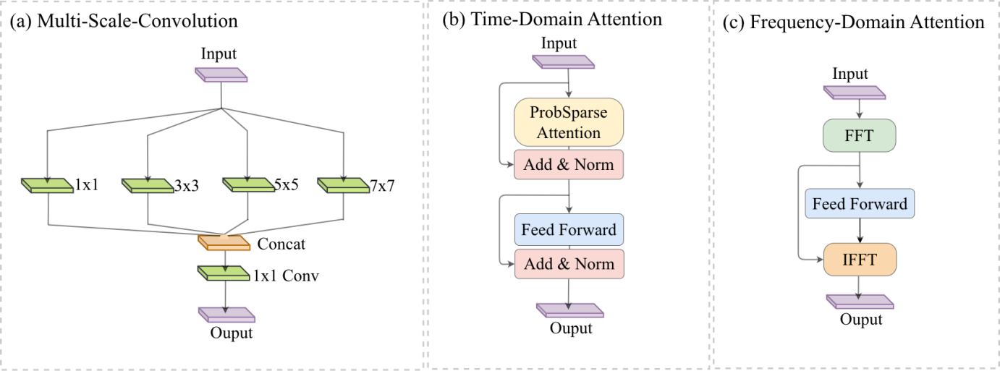 (a) Multi-Scale-Convolution
Input
1x1
3x3
5x5
7x7
Concat
1x1 Conv
Ouput
(b) Time-Domain Attention
Input
ProbSparse
Attention
Add & Norm
Feed Forward
Add & Norm
Ouput
(c) Frequency-Domain Attention
Input
FFT
Feed Forward
IFFT
Ouput